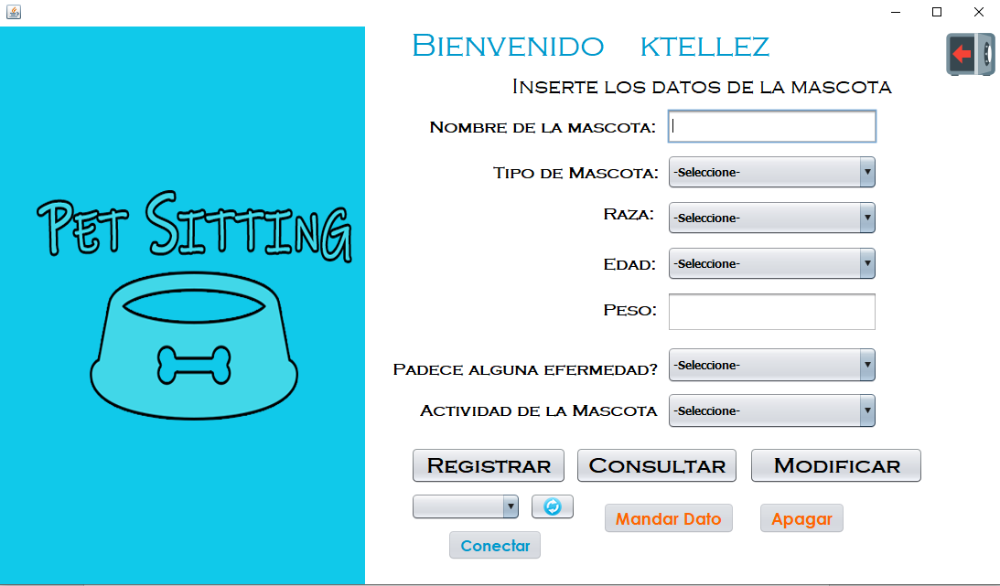 Pet Sitting
Bienvenido ktellez
Inserte los datos de la mascota
Nombre de la mascota:
Tipo de Mascota: -Seleccione-
Raza: -Seleccione-
Edad: -Seleccione-
Peso:
Padece alguna efermedad? -Seleccione-
Actividad de la Mascota -Seleccione-
Registrar Consultar Modificar
Mandar Dato Apagar
Conectar